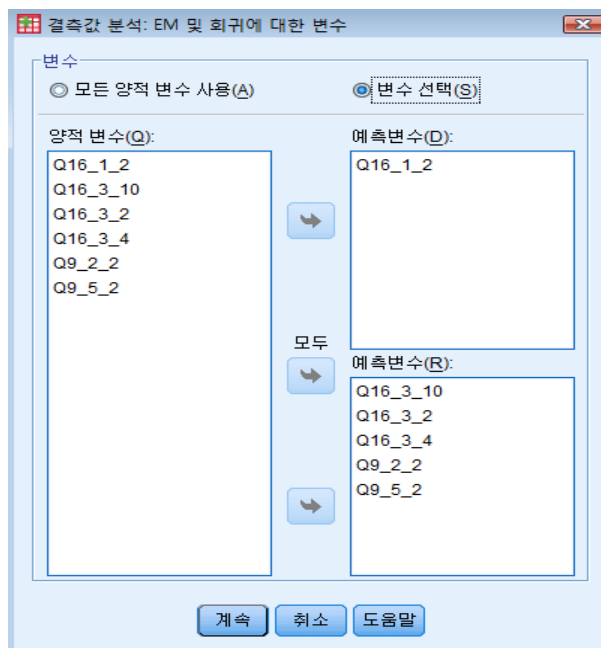 결측값 분석: EM 및 회귀에 대한 변수
변수
모든 양적 변수 사용(A)
변수 선택(S)
양적 변수(Q):
Q16_1_2
Q16_3_10
Q16_3_2
Q16_3_4
Q9_2_2
Q9_5_2
예측변수(D):
Q16_1_2
모두
예측변수(R):
Q16_3_10
Q16_3_2
Q16_3_4
Q9_2_2
Q9_5_2
계속
취소
도움말